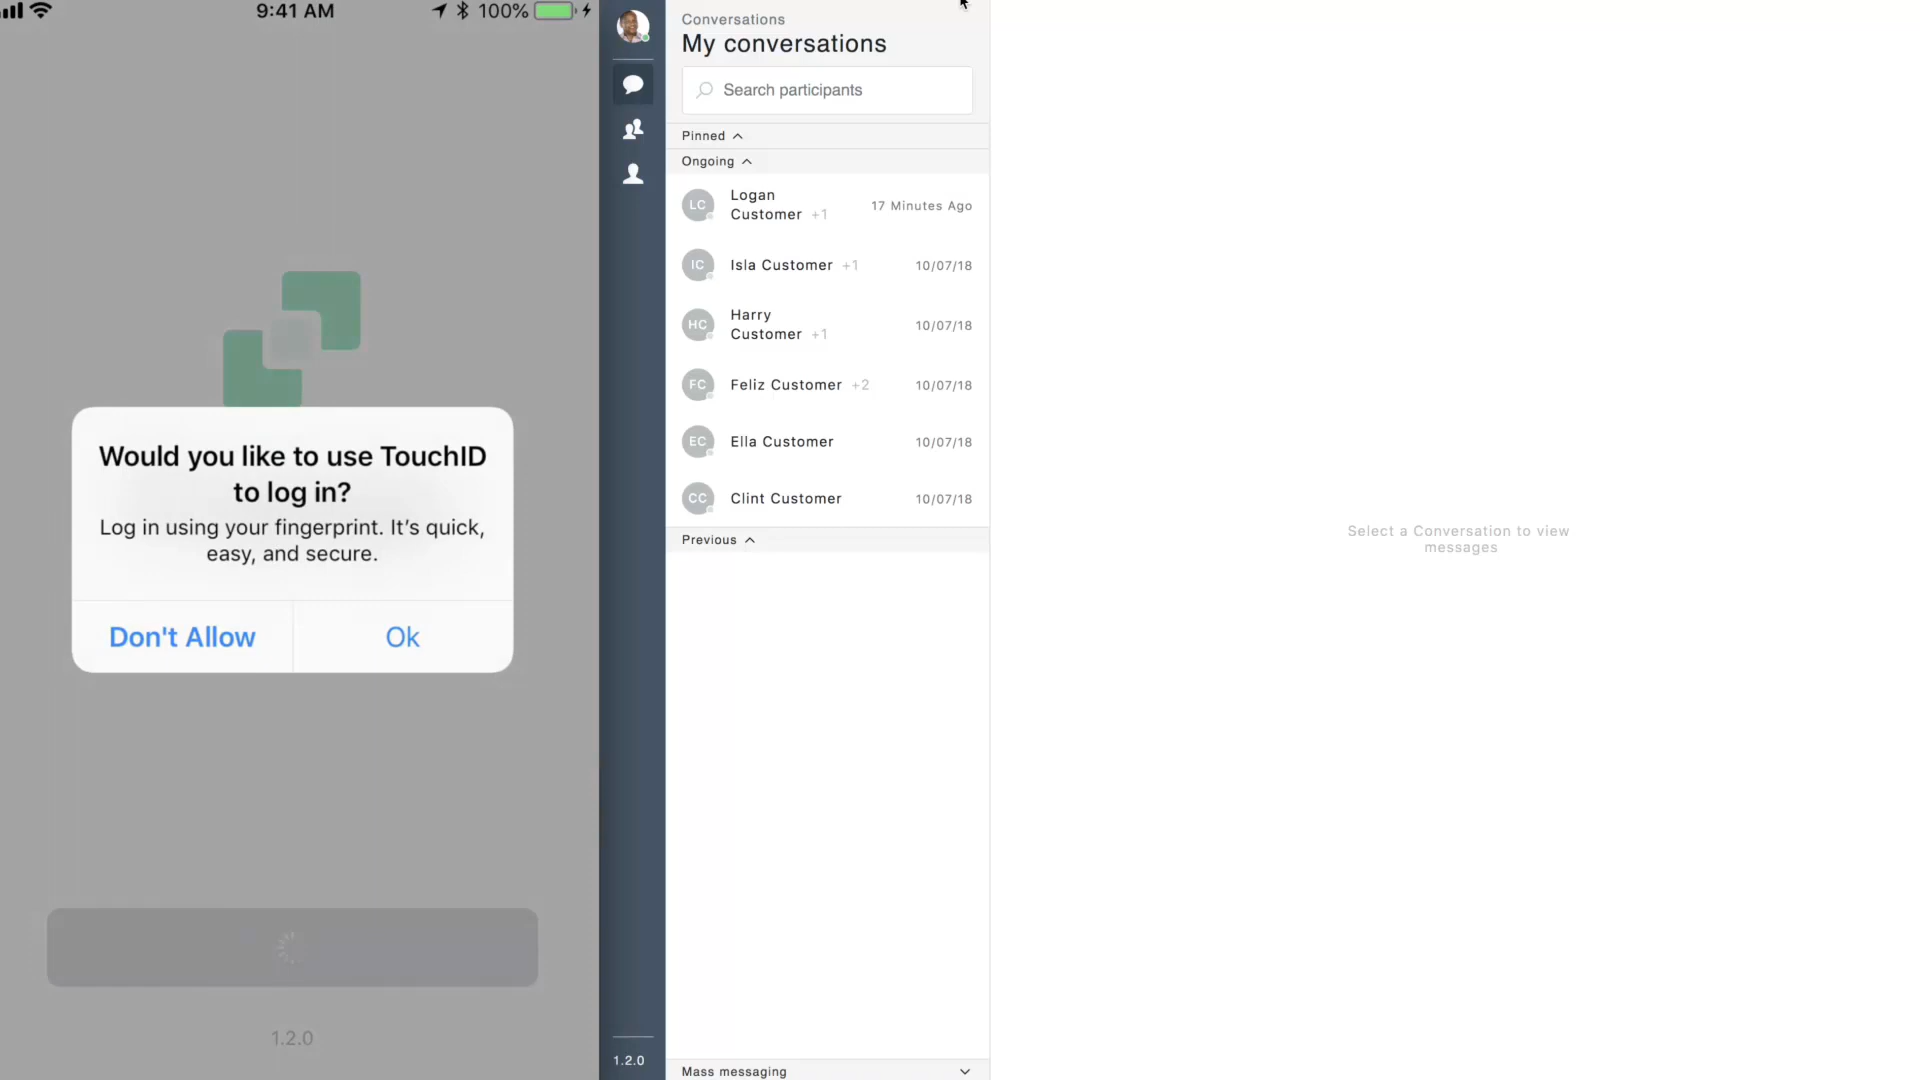 9:41 AM
100%
Would you like to use TouchID
to log in?
Log in using your fingerprint. It's quick,
easy, and secure.
Don't Allow
Ok
1.2.0
1.2.0
Conversations
My conversations
Search participants
Pinned
Ongoing
LC
Logan
Customer +1
17 Minutes Ago
IC
Isla Customer +1
10/07/18
HC
Harry
Customer +1
10/07/18
FC
Feliz Customer +2
10/07/18
EC
Ella Customer
10/07/18
CC
Clint Customer
10/07/18
Previous
Mass messaging
Select a Conversation to view
messages